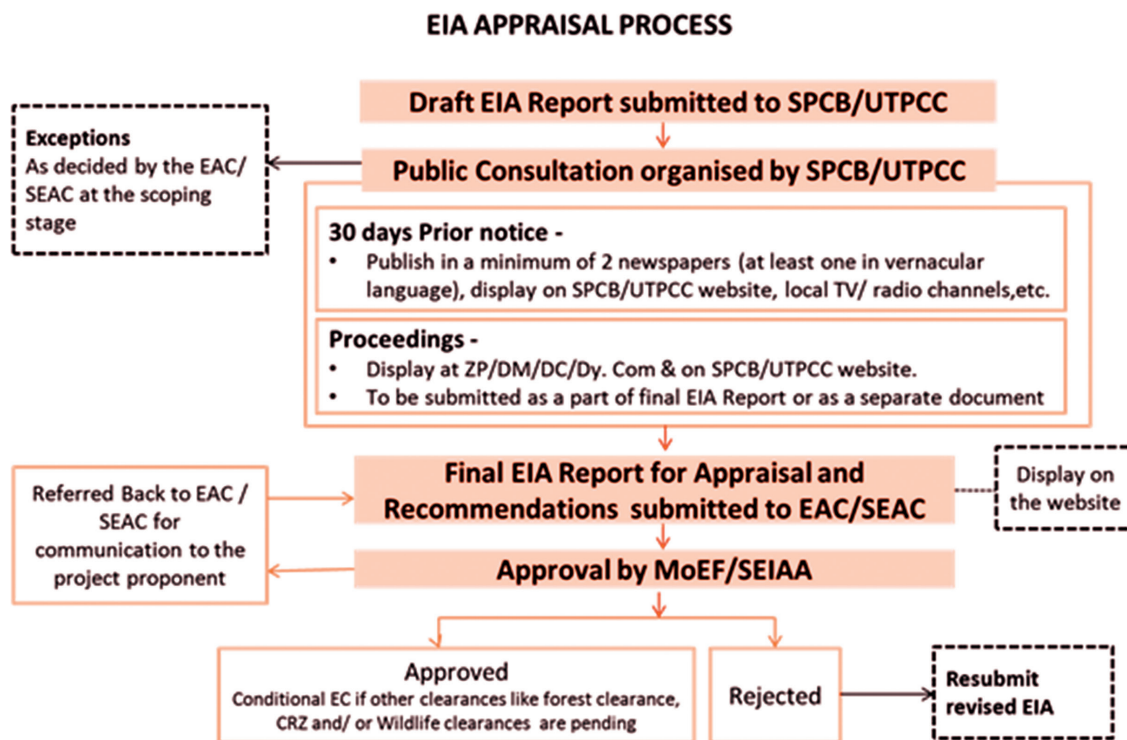 EIA APPRAISAL PROCESS
Draft EIA Report submitted to SPCB/UTPCC
Exceptions
As decided by the EAC/
SEAC at the scoping
stage
Public Consultation organised by SPCB/UTPCC
30 days Prior notice -
• Publish in a minimum of 2 newspapers (at least one in vernacular
language), display on SPCB/UTPCC website, local TV/ radio channels,etc.
Proceedings -
• Display at ZP/DM/DC/Dy. Com & on SPCB/UTPCC website.
• To be submitted as a part of final EIA Report or as a separate document
Referred Back to EAC /
SEAC for
communication to the
project proponent
Final EIA Report for Appraisal and
Recommendations submitted to EAC/SEAC
Display on
the website
Approval by MoEF/SEIAA
Approved
Conditional EC if other clearances like forest clearance,
CRZ and/ or Wildlife clearances are pending
Rejected
Resubmit
revised EIA